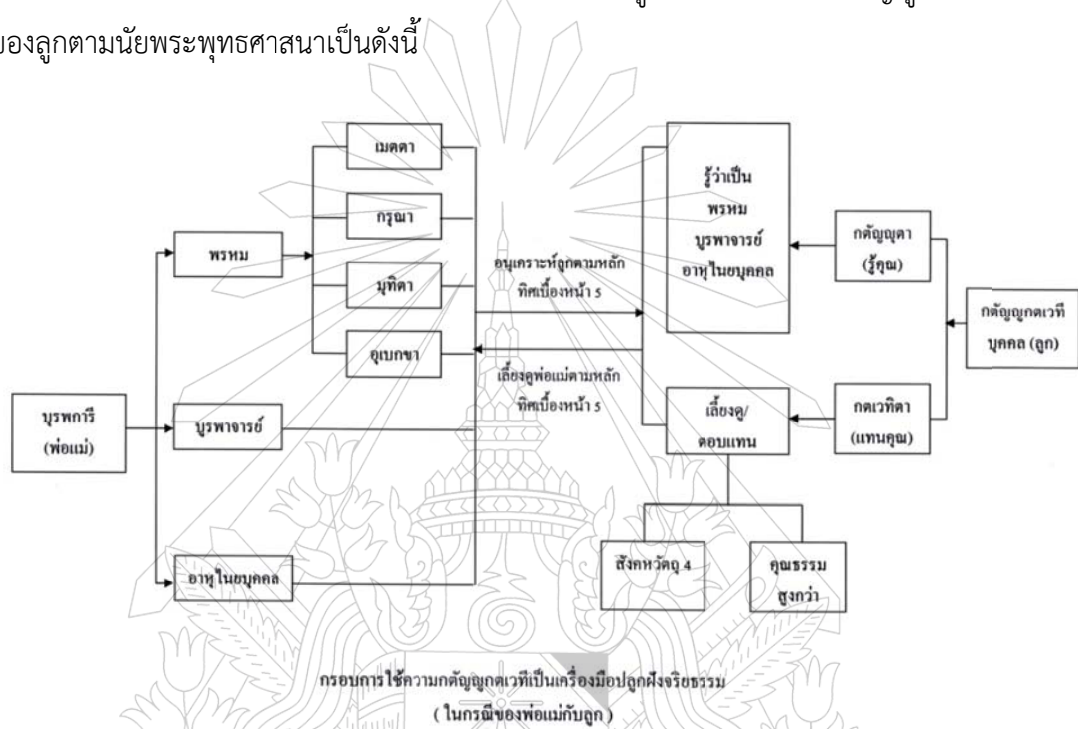 ของลูกตามนัยพระพุทธศาสนาเป็นดังนี้
เมตตา
กรุณา
มุทิตา
อุเบกขา
พรหม
บูรพการี
(พ่อแม่)
บูรพาจารย์
อาหุไนยบุคคล
อนุเคราะห์ลูกตามหลัก
ทิศเบื้องหน้า 5
เลี้ยงดูพ่อแม่ตามหลัก
ทิศเบื้องหน้า 5
รู้ว่าเป็น
พรหม
บูรพาจารย์
อาหุไนยบุคคล
กตัญญุตา
(รู้คุณ)
กตัญญูกตเวที
บุคคล (ลูก)
เลี้ยงดู/
ตอบแทน
กตเวทิตา
(แทนคุณ)
สังคหวัตถุ 4
คุณธรรม
สูงกว่า
กรอบการใช้ความกตัญญูกตเวทีเป็นเครื่องมือปลูกฝังจริยธรรม
( ในกรณีของพ่อแม่กับลูก )